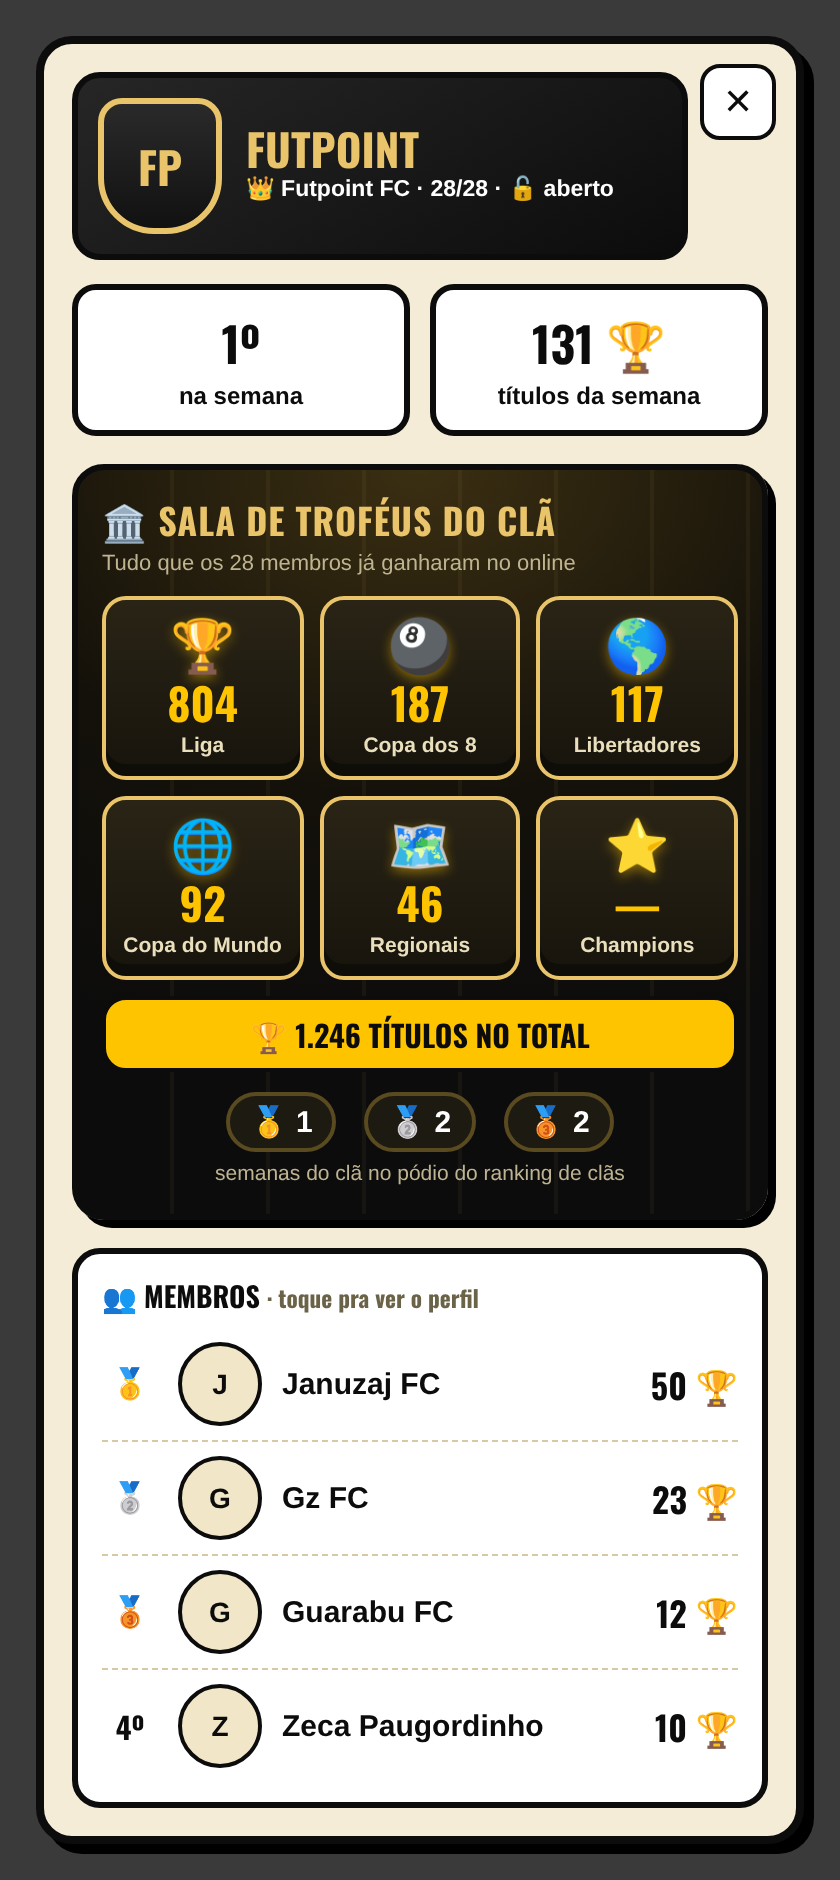 FP
FUTPOINT
👑 Futpoint FC · 28/28 · 🔓 aberto
✕
1º
na semana
131 🏆
títulos da semana
🏛️ SALA DE TROFÉUS DO CLÃ
Tudo que os 28 membros já ganharam no online
🏆
804
Liga
🎱
187
Copa dos 8
🌎
117
Libertadores
🌐
92
Copa do Mundo
🗺️
46
Regionais
⭐
—
Champions
🏆 1.246 TÍTULOS NO TOTAL
🥇 1 🥈 2 🥉 2
semanas do clã no pódio do ranking de clãs
👥 MEMBROS · toque pra ver o perfil
🥇 J Januzaj FC 50 🏆
🥈 G Gz FC 23 🏆
🥉 G Guarabu FC 12 🏆
4º Z Zeca Paugordinho 10 🏆